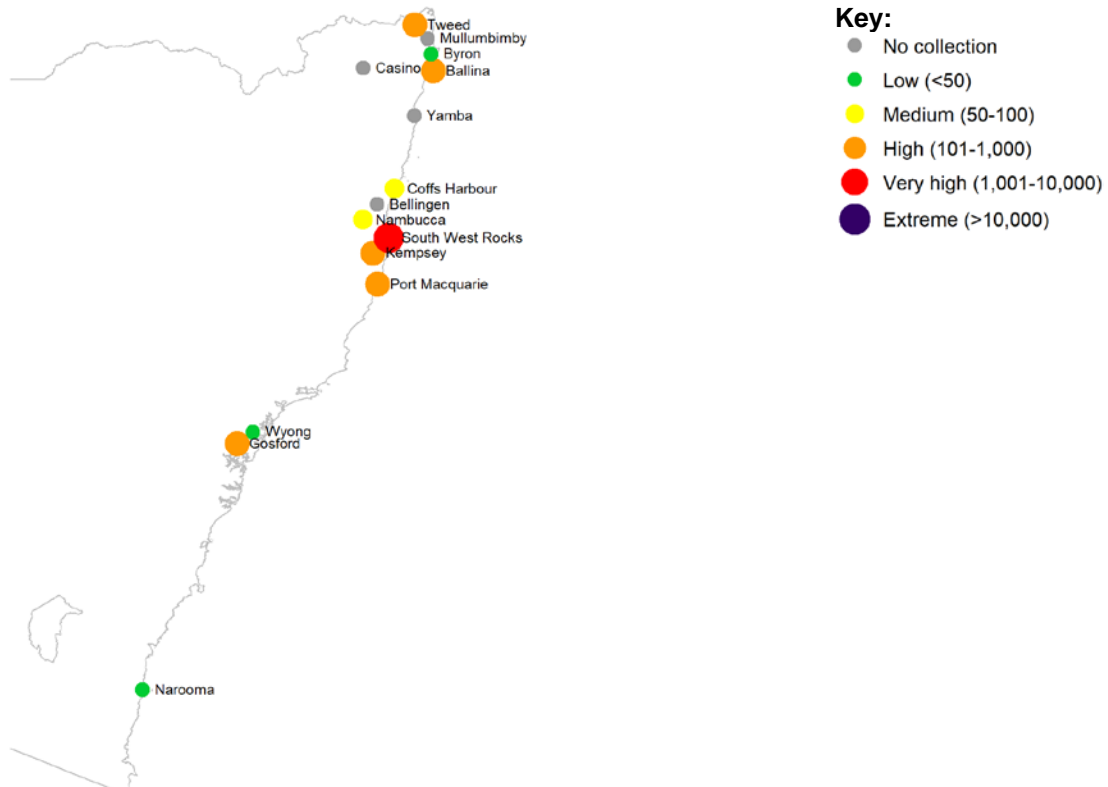 Tweed
Mullumbimby
Byron
Casino
Ballina
Yamba
Coffs Harbour
Bellingen
Nambucca
South West Rocks
Kempsey
Port Macquarie
Wyong
Gosford
Narooma
Key:
No collection
Low (<50)
Medium (50-100)
High (101-1,000)
Very high (1,001-10,000)
Extreme (>10,000)